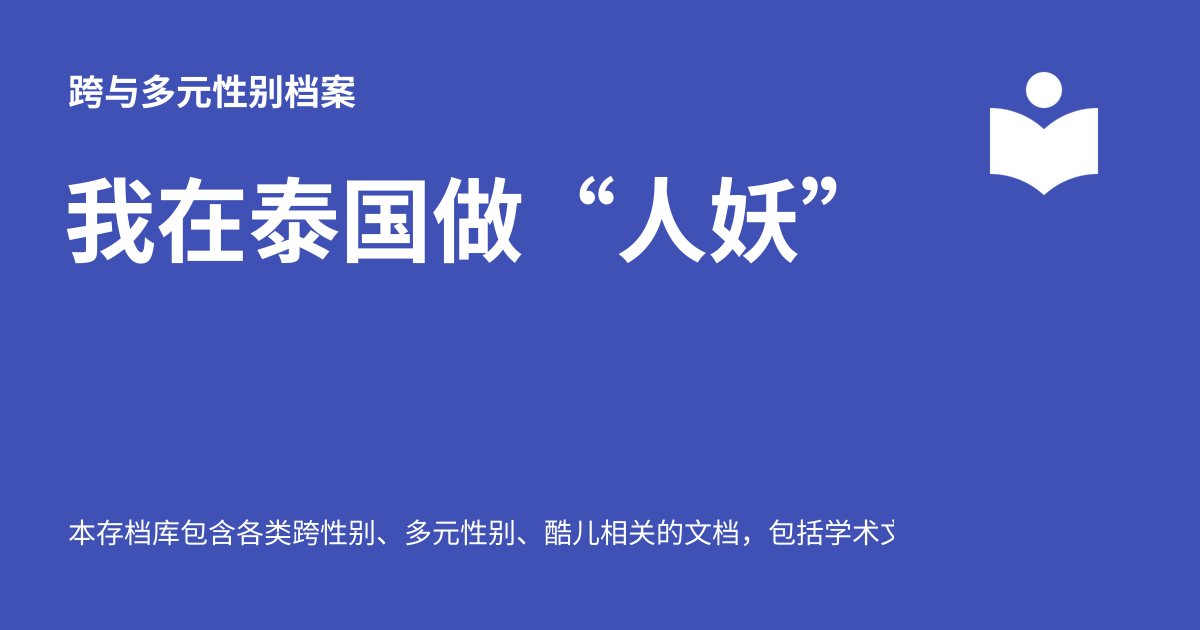 跨与多元性别档案
我在泰国做“人妖”
本存档库包含各类跨性别、多元性别、酷儿相关的文档，包括学术